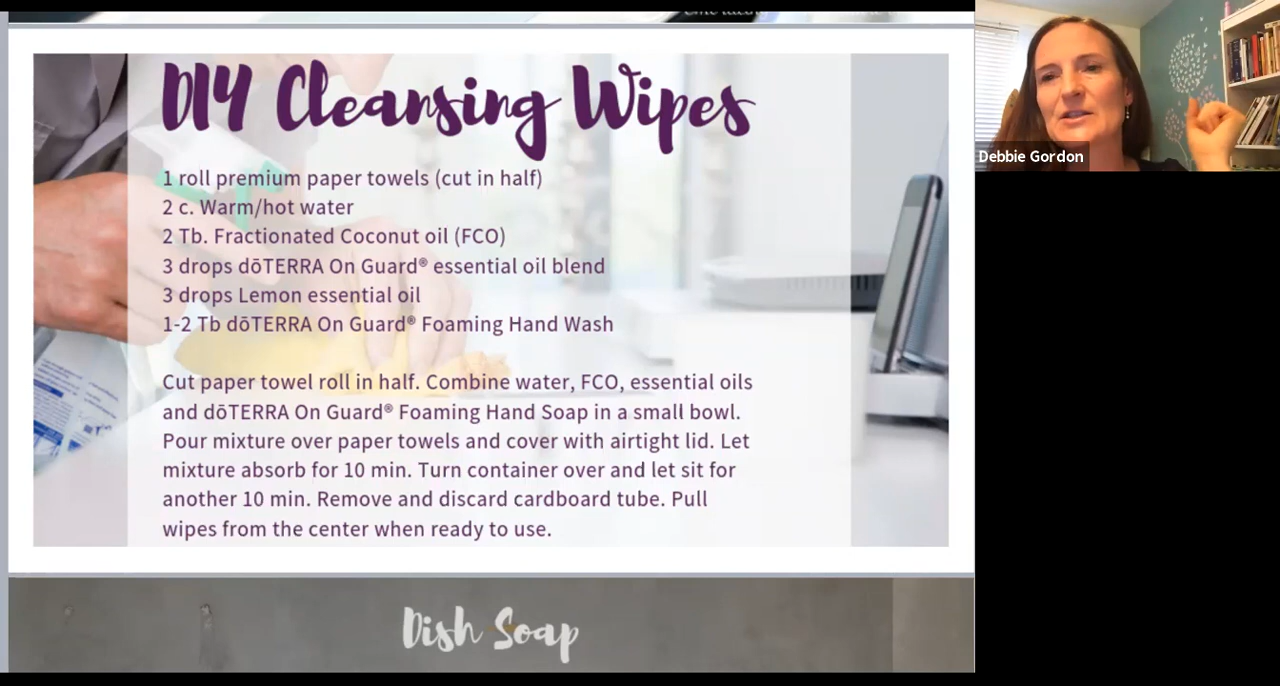 DIY Cleansing Wipes
1 roll premium paper towels (cut in half)
2 c. Warm/hot water
2 Tb. Fractionated Coconut oil (FCO)
3 drops dōTERRA On Guard® essential oil blend
3 drops Lemon essential oil
1-2 Tb dōTERRA On Guard® Foaming Hand Wash
Cut paper towel roll in half. Combine water, FCO, essential oils
and dōTERRA On Guard® Foaming Hand Soap in a small bowl.
Pour mixture over paper towels and cover with airtight lid. Let
mixture absorb for 10 min. Turn container over and let sit for
another 10 min. Remove and discard cardboard tube. Pull
wipes from the center when ready to use.
Dish Soap
Debbie Gordon